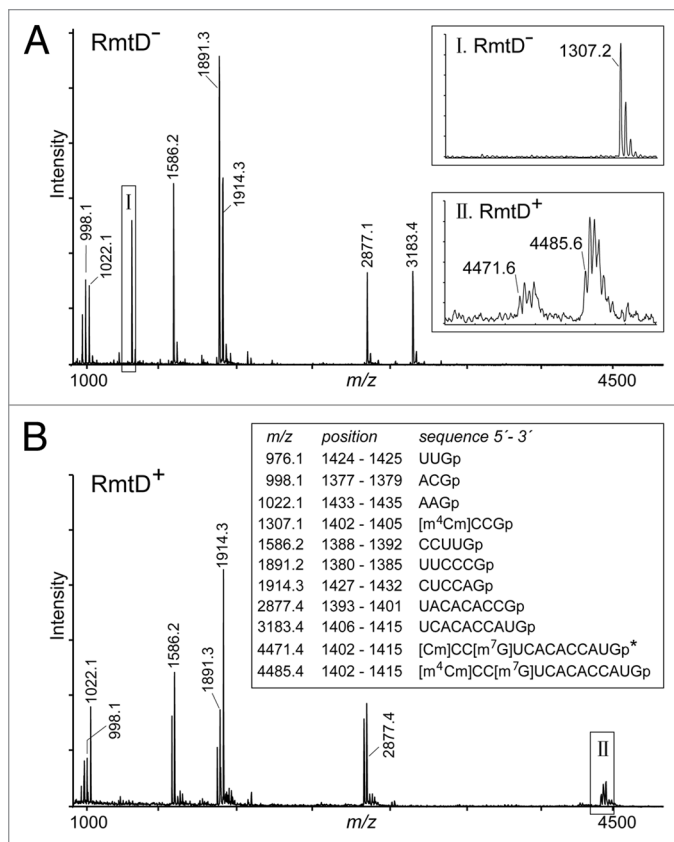 A
RmtD⁻
Intensity
998.1
1022.1
I
1586.2
1891.3
1914.3
2877.1
3183.4
1000
m/z
4500
I. RmtD⁻
1307.2
II. RmtD⁺
4471.6
4485.6
B
RmtD⁺
Intensity
1022.1
998.1
1586.2
1891.3
1914.3
2877.4
II
1000
m/z
4500
m/z position sequence 5´- 3´
976.1 1424 - 1425 UUGp
998.1 1377 - 1379 ACGp
1022.1 1433 - 1435 AAGp
1307.1 1402 - 1405 [m⁴Cm]CCGp
1586.2 1388 - 1392 CCUUGp
1891.2 1380 - 1385 UUCCCGp
1914.3 1427 - 1432 CUCCAGp
2877.4 1393 - 1401 UACACACCGp
3183.4 1406 - 1415 UCACACCAUGp
4471.4 1402 - 1415 [Cm]CC[m⁷G]UCACACCAUGp*
4485.4 1402 - 1415 [m⁴Cm]CC[m⁷G]UCACACCAUGp